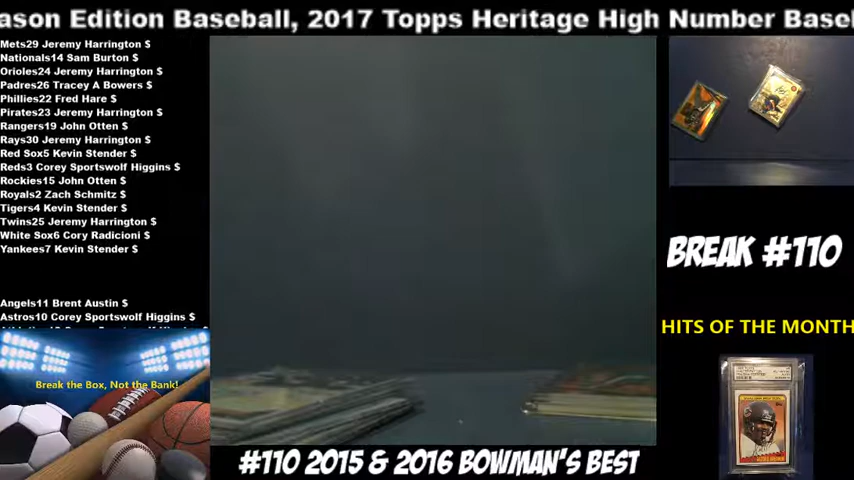 ason Edition Baseball, 2017 Topps Heritage High Number Baseb
Mets29 Jeremy Harrington $
Nationals14 Sam Burton $
Orioles24 Jeremy Harrington $
Padres26 Tracey A Bowers $
Phillies22 Fred Hare $
Pirates23 Jeremy Harrington $
Rangers19 John Otten $
Rays30 Jeremy Harrington $
Red Sox5 Kevin Stender $
Reds3 Corey Sportswolf Higgins $
Rockies15 John Otten $
Royals2 Zach Schmitz $
Tigers4 Kevin Stender $
Twins25 Jeremy Harrington $
White Sox6 Cory Radicioni $
Yankees7 Kevin Stender $
Angels11 Brent Austin $
Astros10 Corey Sportswolf Higgins $
Break the Box, Not the Bank!
BREAK #110
HITS OF THE MONTH
#110 2015 & 2016 BOWMAN'S BEST